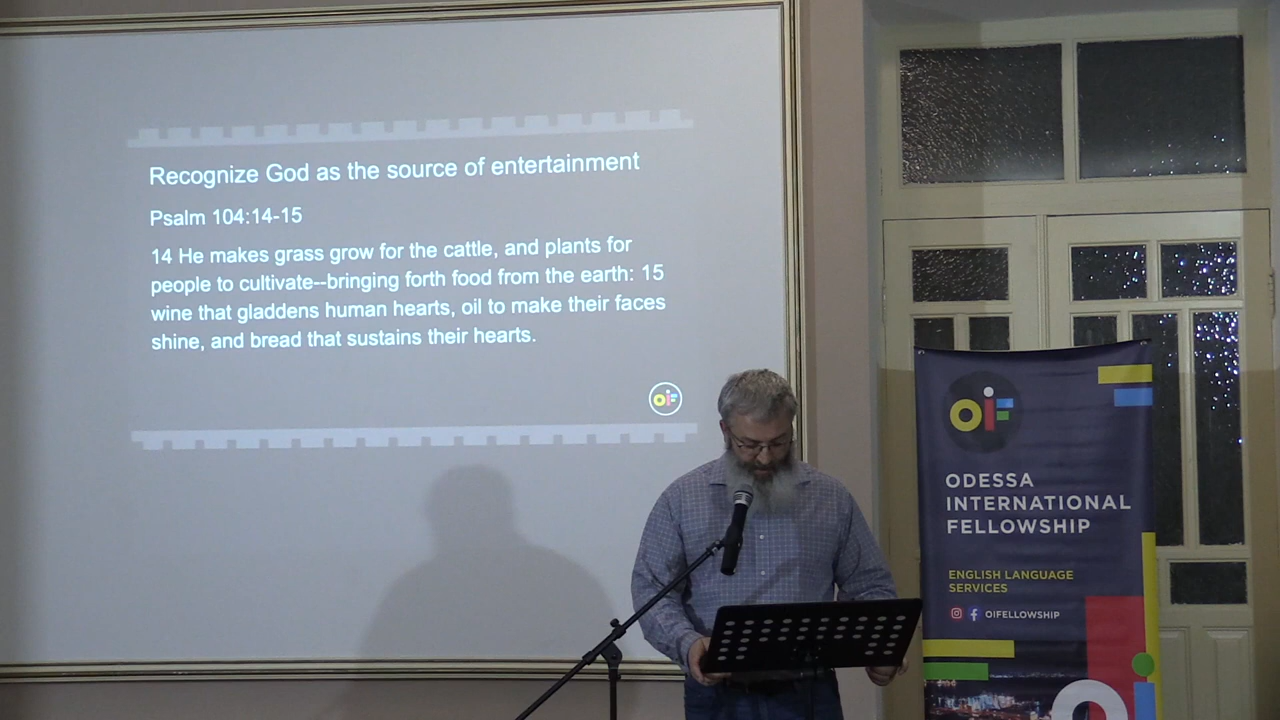 Recognize God as the source of entertainment
Psalm 104:14-15
14 He makes grass grow for the cattle, and plants for
people to cultivate--bringing forth food from the earth: 15
wine that gladdens human hearts, oil to make their faces
shine, and bread that sustains their hearts.
OIF
OIF
ODESSA
INTERNATIONAL
FELLOWSHIP
ENGLISH LANGUAGE
SERVICES
OIFELLOWSHIP
Oi